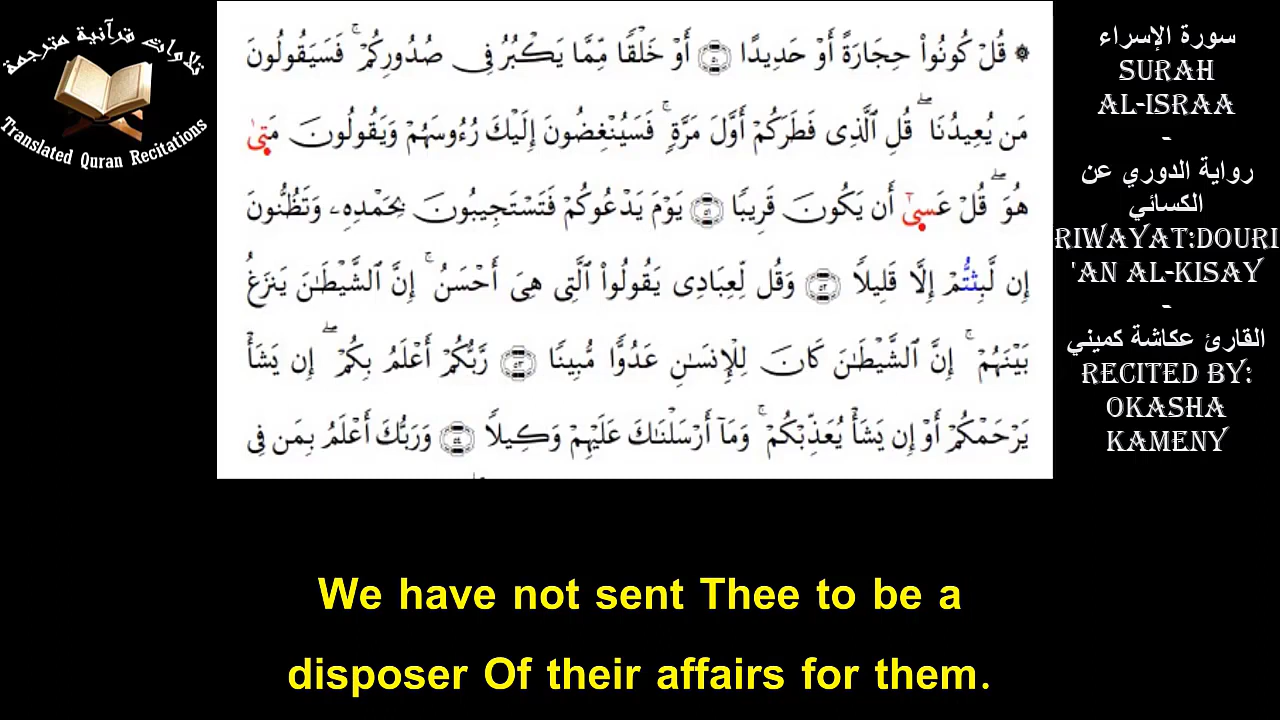 تلاوات قرآنية مترجمة
Translated Quran Recitations
۞ قُلْ كُونُوا۟ حِجَارَةً أَوْ حَدِيدًا ۝٥٠ أَوْ خَلْقًا مِّمَّا يَكْبُرُ فِى صُدُورِكُمْ ۚ فَسَيَقُولُونَ
مَن يُعِيدُنَا ۖ قُلِ ٱلَّذِى فَطَرَكُمْ أَوَّلَ مَرَّةٍ ۚ فَسَيُنْغِضُونَ إِلَيْكَ رُءُوسَهُمْ وَيَقُولُونَ مَتىٰ
هُوَ ۖ قُلْ عَسىٰٓ أَن يَكُونَ قَرِيبًا ۝٥١ يَوْمَ يَدْعُوكُمْ فَتَسْتَجِيبُونَ بِحَمْدِهِۦ وَتَظُنُّونَ
إِن لَّبِثتُّمْ إِلَّا قَلِيلًا ۝٥٢ وَقُل لِّعِبَادِى يَقُولُوا۟ ٱلَّتِى هِىَ أَحْسَنُ ۚ إِنَّ ٱلشَّيْطَـٰنَ يَنزَغُ
بَيْنَهُمْ ۚ إِنَّ ٱلشَّيْطَـٰنَ كَانَ لِلْإِنسَـٰنِ عَدُوًّا مُّبِينًا ۝٥٣ رَّبُّكُمْ أَعْلَمُ بِكُمْ ۖ إِن يَشَأْ
يَرْحَمْكُمْ أَوْ إِن يَشَأْ يُعَذِّبْكُمْ ۚ وَمَآ أَرْسَلْنَـٰكَ عَلَيْهِمْ وَكِيلًا ۝٥٤ وَرَبُّكَ أَعْلَمُ بِمَن فِى
سورة الإسراء
SURAH
AL-ISRAA
-
رواية الدوري عن
الكسائي
RIWAYAT:DOURI
'AN AL-KISAY
-
القارئ عكاشة كميني
RECITED BY:
OKASHA
KAMENY
We have not sent Thee to be a
disposer Of their affairs for them.